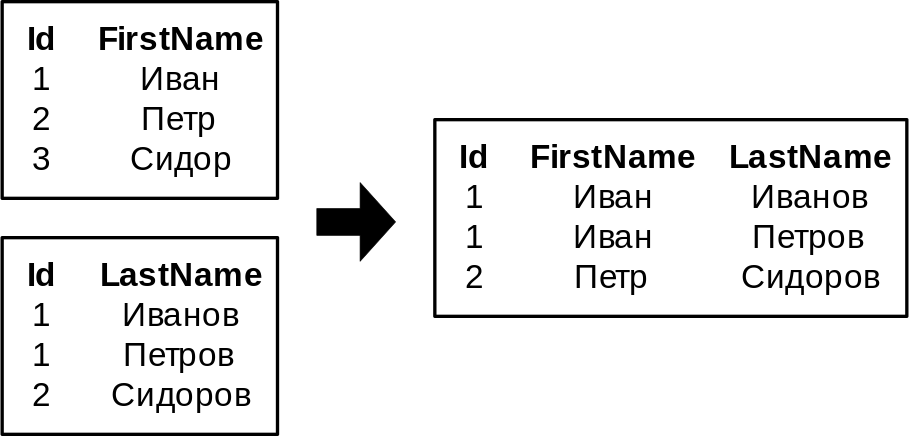 Id FirstName
1 Иван
2 Петр
3 Сидор
Id LastName
1 Иванов
1 Петров
2 Сидоров
Id FirstName LastName
1 Иван Иванов
1 Иван Петров
2 Петр Сидоров